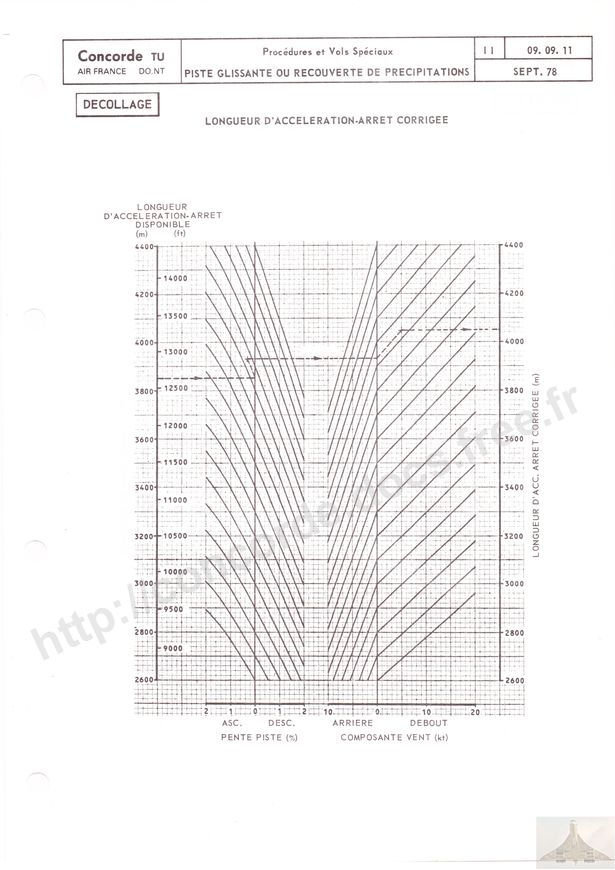 Concorde TU
AIR FRANCE DO.NT
Procédures et Vols Spéciaux
PISTE GLISSANTE OU RECOUVERTE DE PRECIPITATIONS
11
09. 09. 11
SEPT. 78
DECOLLAGE
LONGUEUR D'ACCELERATION-ARRET CORRIGEE
LONGUEUR
D'ACCELERATION-ARRET
DISPONIBLE
(m) (ft)
4400
4200
4000
3800
3600
3400
3200
3000
2800
2600
14000
13500
13000
12500
12000
11500
11000
10500
10000
9500
9000
4400
4200
4000
3800
3600
3400
3200
3000
2800
2600
LONGUEUR D'ACC. ARRET CORRIGEE (m)
2 1 0 1 2 10 0 10 20
ASC. DESC. ARRIERE DEBOUT
PENTE PISTE (%) COMPOSANTE VENT (kt)
http://concorde.docs.free.fr